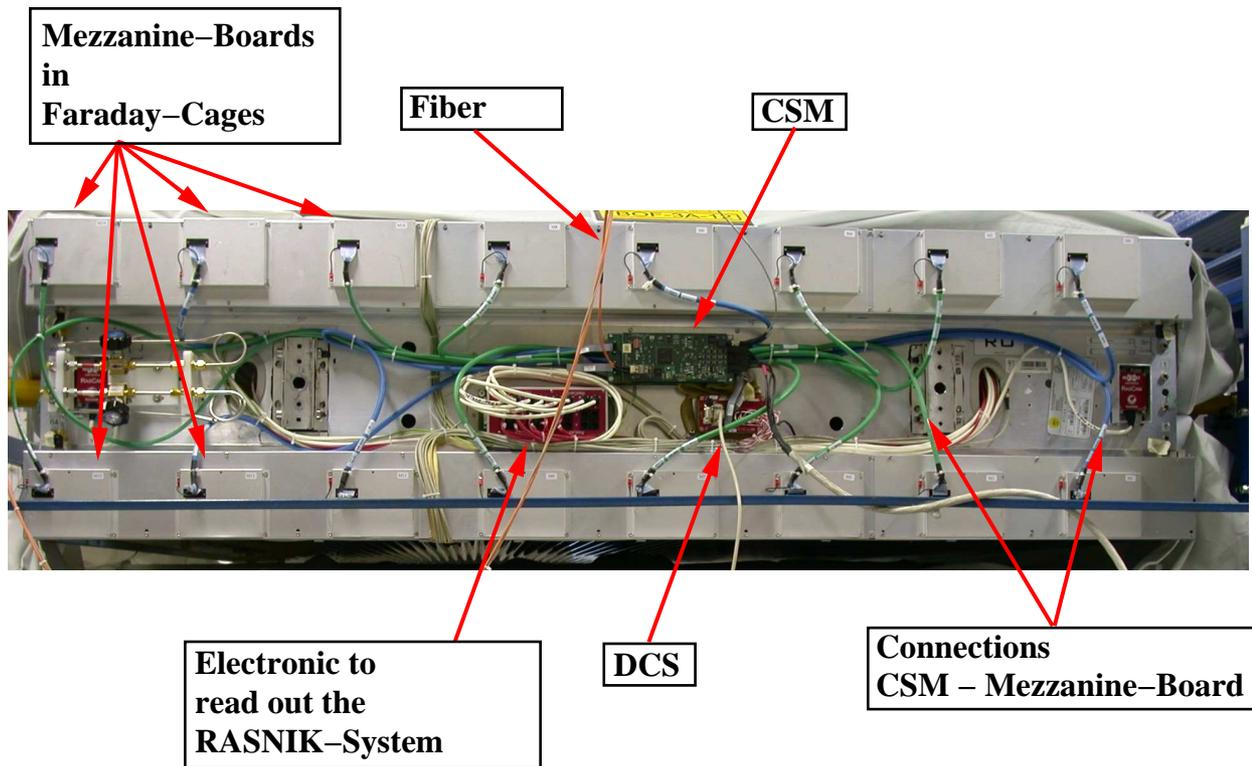 Mezzanine−Boards
in
Faraday−Cages
Fiber
CSM
RasCam
Electronic to
read out the
RASNIK−System
DCS
Connections
CSM − Mezzanine−Board